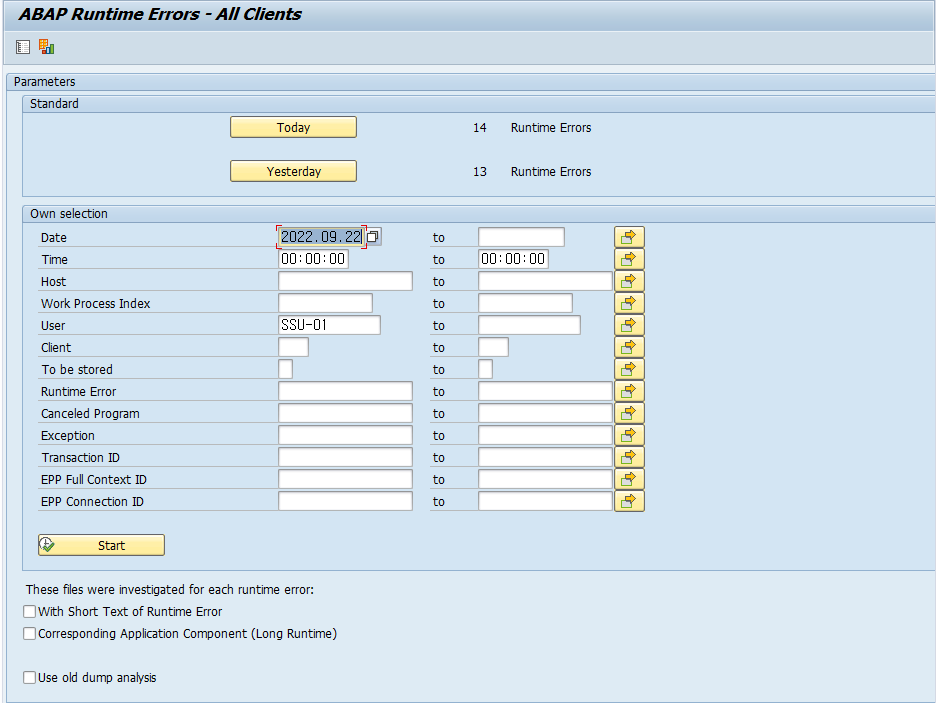 ABAP Runtime Errors - All Clients
Parameters
Standard
Today 14 Runtime Errors
Yesterday 13 Runtime Errors
Own selection
Date 2022.09.22 to
Time 00:00:00 to 00:00:00
Host to
Work Process Index to
User SSU-01 to
Client to
To be stored to
Runtime Error to
Canceled Program to
Exception to
Transaction ID to
EPP Full Context ID to
EPP Connection ID to
Start
These files were investigated for each runtime error:
With Short Text of Runtime Error
Corresponding Application Component (Long Runtime)
Use old dump analysis